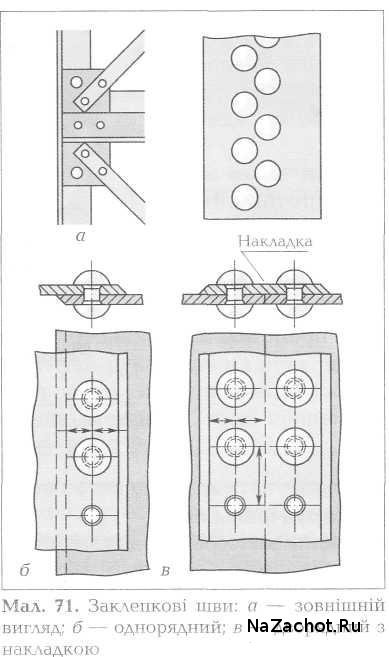 а
Накладка
б
в
Мал. 71. Заклепкові шви: а — зовнішній
вигляд; б — однорядний; в
NaZachot.Ru
з
накладкою